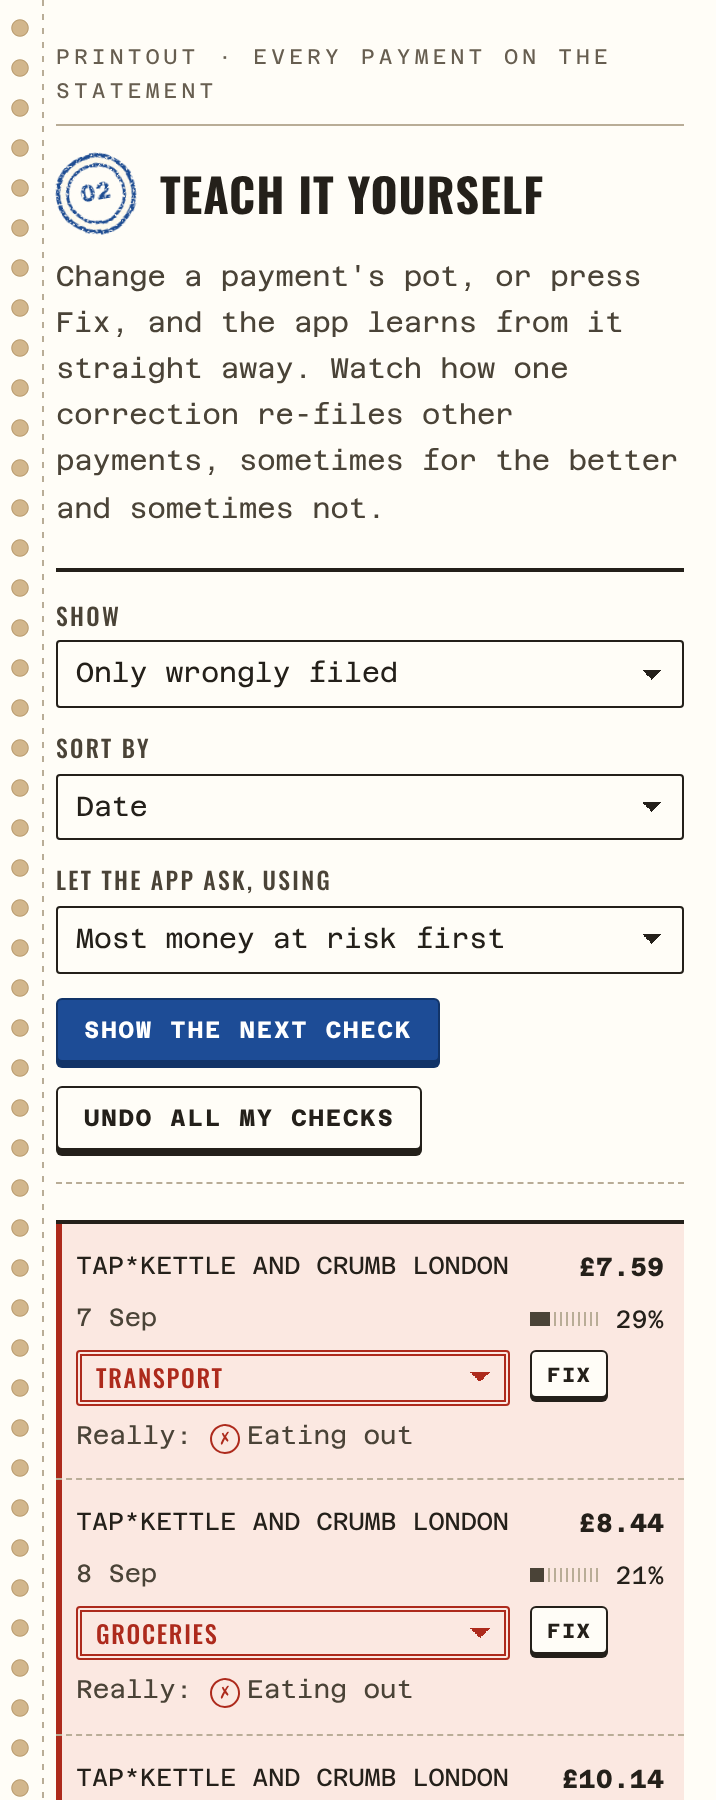 PRINTOUT · EVERY PAYMENT ON THE
STATEMENT
02
TEACH IT YOURSELF
Change a payment's pot, or press
Fix, and the app learns from it
straight away. Watch how one
correction re-files other
payments, sometimes for the better
and sometimes not.
SHOW
Only wrongly filed
SORT BY
Date
LET THE APP ASK, USING
Most money at risk first
SHOW THE NEXT CHECK
UNDO ALL MY CHECKS
TAP*KETTLE AND CRUMB LONDON £7.59
7 Sep 29%
TRANSPORT FIX
Really: ✗ Eating out
TAP*KETTLE AND CRUMB LONDON £8.44
8 Sep 21%
GROCERIES FIX
Really: ✗ Eating out
TAP*KETTLE AND CRUMB LONDON £10.14